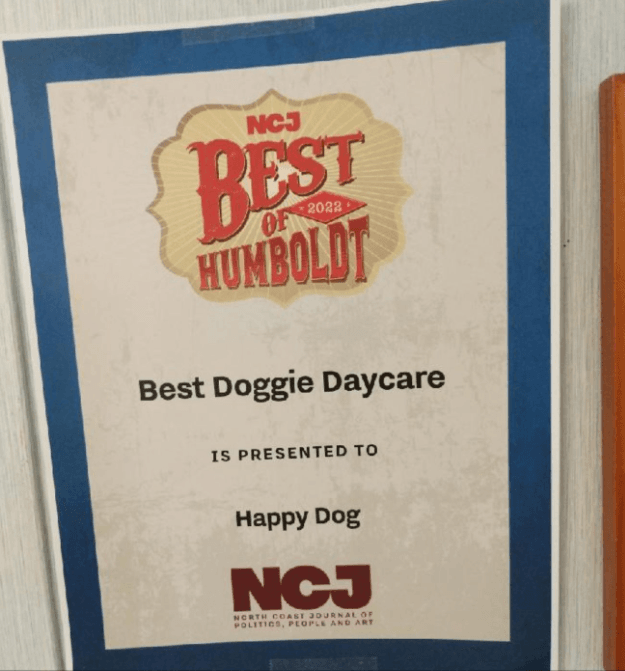 NCJ
BEST
OF
2022
HUMBOLDT
Best Doggie Daycare
IS PRESENTED TO
Happy Dog
NCJ
NORTH COAST JOURNAL OF
POLITICS, PEOPLE AND ART